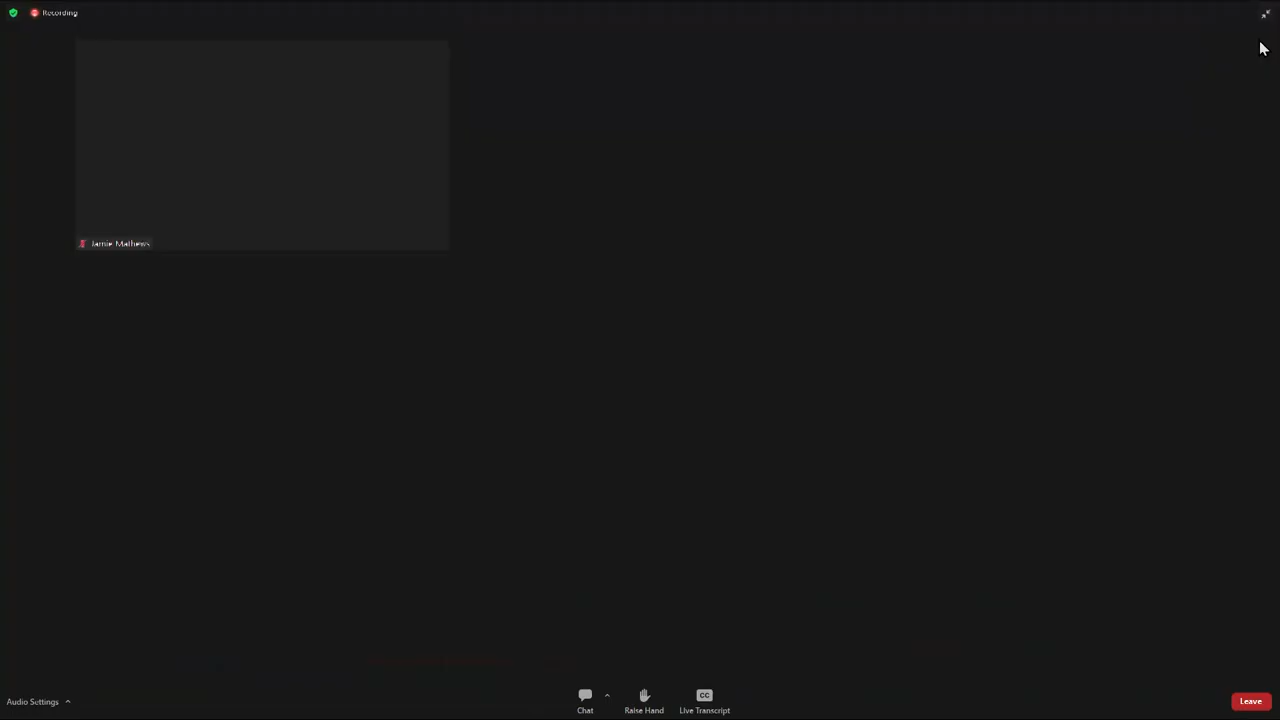 Recording
Jamie Mathews
Audio Settings
Chat
Raise Hand
CC
Live Transcript
Leave